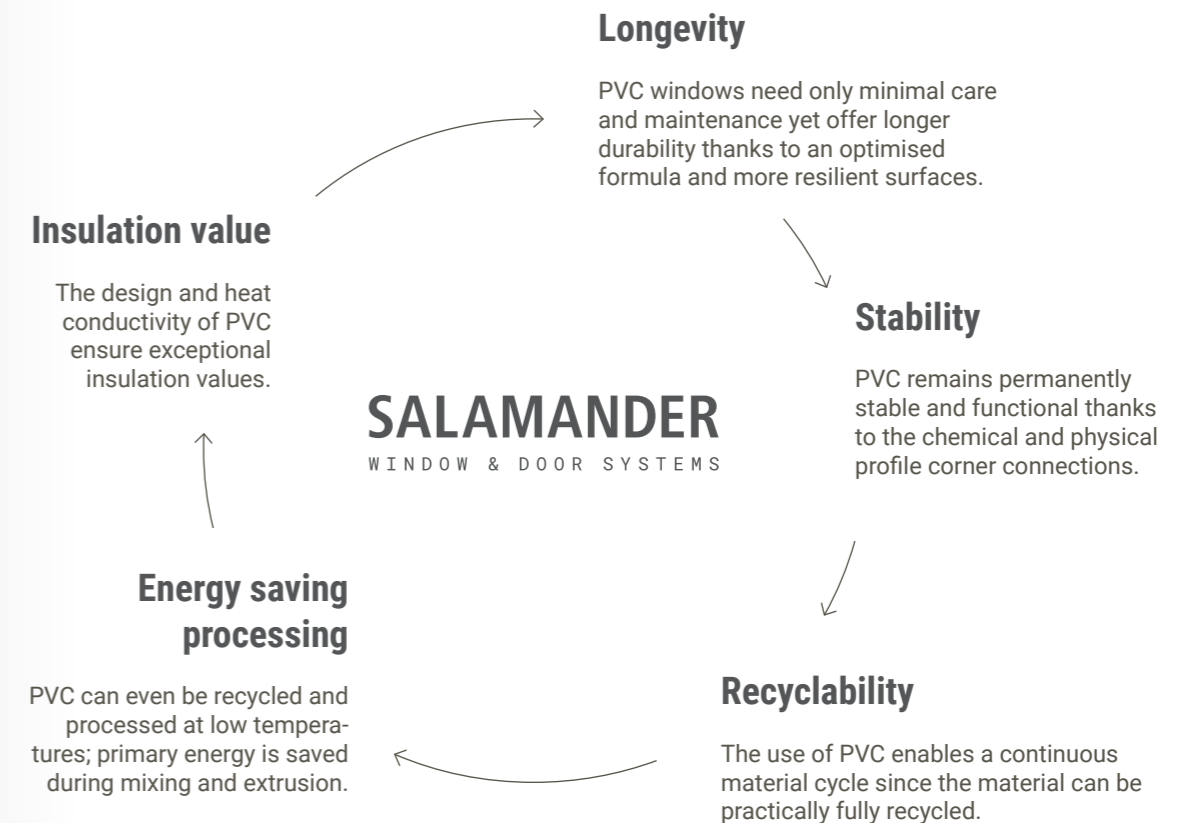 Longevity
PVC windows need only minimal care
and maintenance yet offer longer
durability thanks to an optimised
formula and more resilient surfaces.
Stability
PVC remains permanently
stable and functional thanks
to the chemical and physical
profile corner connections.
Recyclability
The use of PVC enables a continuous
material cycle since the material can be
practically fully recycled.
Energy saving
processing
PVC can even be recycled and
processed at low tempera-
tures; primary energy is saved
during mixing and extrusion.
Insulation value
The design and heat
conductivity of PVC
ensure exceptional
insulation values.
SALAMANDER
WINDOW & DOOR SYSTEMS